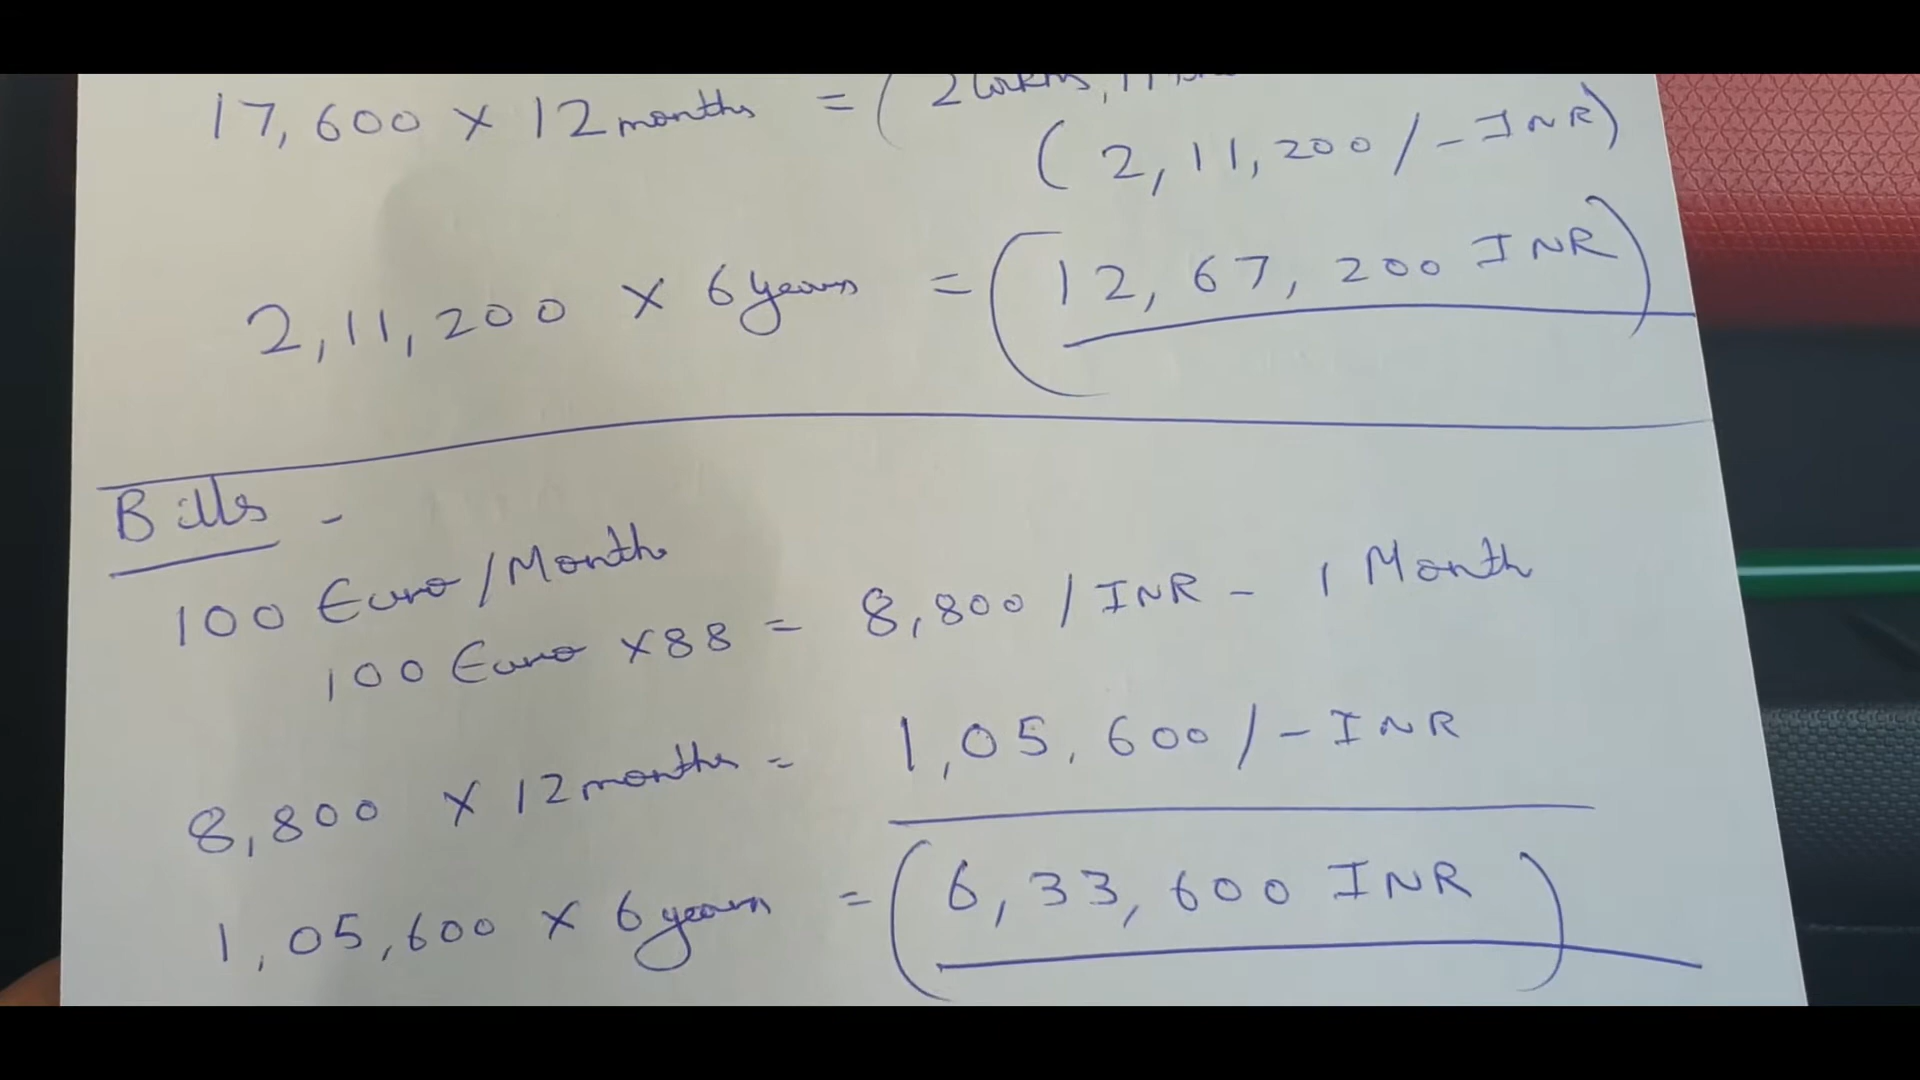 17,600 x 12 months = (2
(2,11,200/- INR)
2,11,200 x 6 years = (12,67,200 INR)
Bills -
100 Euro/Month
100 Euro x88 = 8,800/INR - 1 Month
8,800 x 12 months = 1,05,600/- INR
1,05,600 x 6 years = (6,33,600 INR)